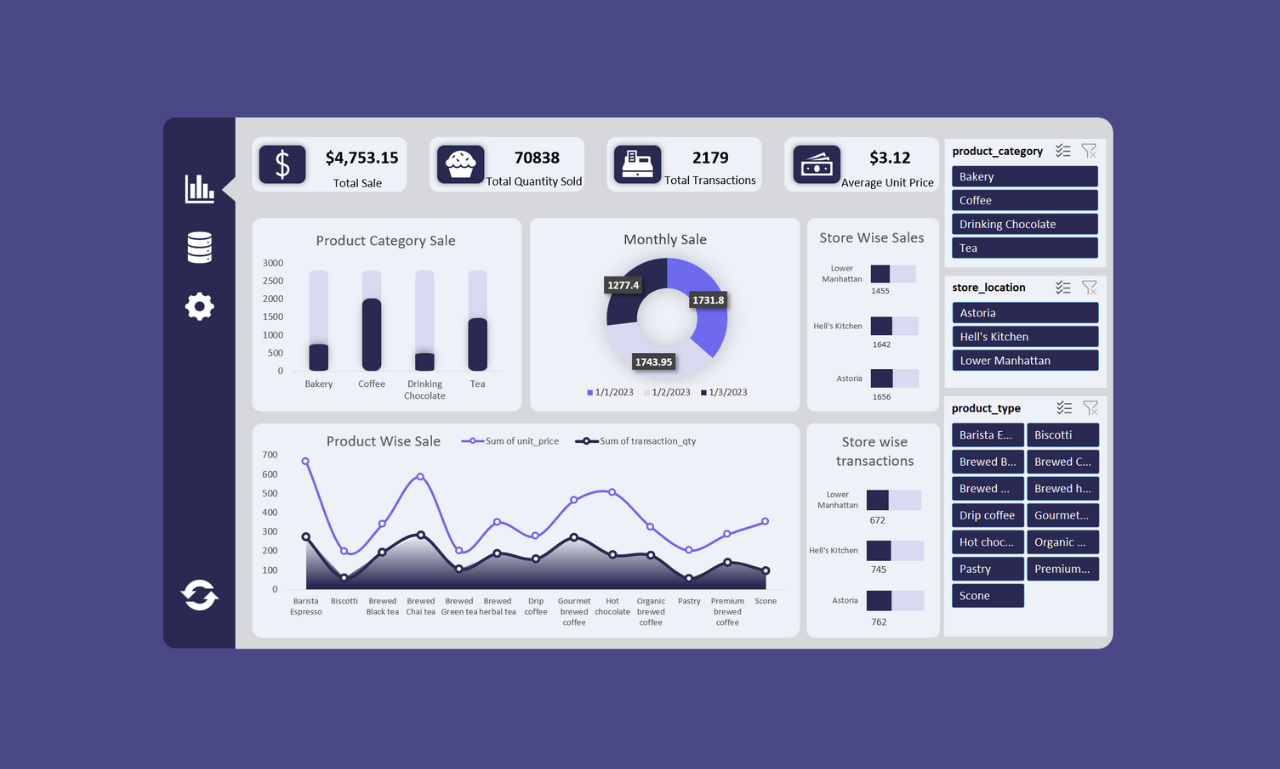 $4,753.15
Total Sale
70838
Total Quantity Sold
2179
Total Transactions
$3.12
Average Unit Price
product_category
Bakery
Coffee
Drinking Chocolate
Tea
Product Category Sale
3000
2500
2000
1500
1000
500
0
Bakery
Coffee
Drinking
Chocolate
Tea
Monthly Sale
1277.4
1731.8
1743.95
1/1/2023
1/2/2023
1/3/2023
Store Wise Sales
Lower
Manhattan
1455
Hell's Kitchen
1642
Astoria
1656
store_location
Astoria
Hell's Kitchen
Lower Manhattan
Product Wise Sale
Sum of unit_price
Sum of transaction_qty
700
600
500
400
300
200
100
0
Barista
Espresso
Biscotti
Brewed
Black tea
Brewed
Chai tea
Brewed
Green tea
Brewed
herbal tea
Drip
coffee
Gourmet
brewed
coffee
Hot
chocolate
Organic
brewed
coffee
Pastry
Premium
brewed
coffee
Scone
Store wise
transactions
Lower
Manhattan
672
Hell's Kitchen
745
Astoria
762
product_type
Barista E...
Biscotti
Brewed B...
Brewed C...
Brewed ...
Brewed h...
Drip coffee
Gourmet...
Hot choc...
Organic ...
Pastry
Premium...
Scone